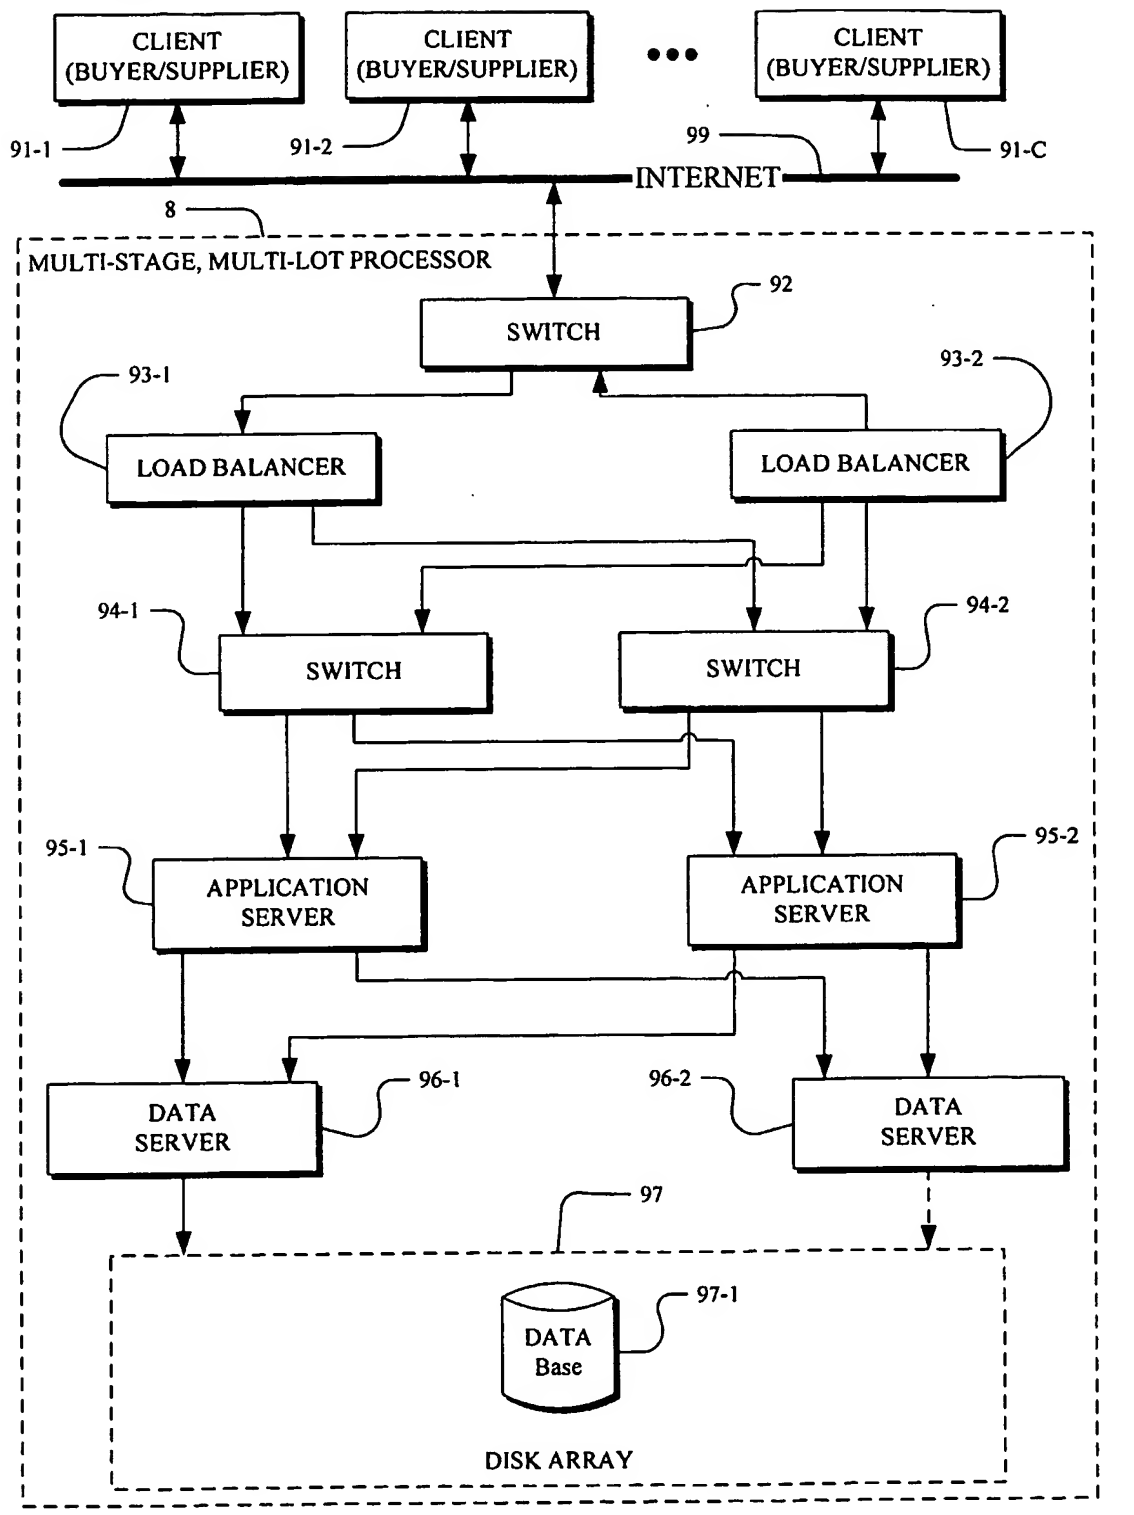 CLIENT
(BUYER/SUPPLIER)
CLIENT
(BUYER/SUPPLIER)
CLIENT
(BUYER/SUPPLIER)
91-1
91-2
99
91-C
INTERNET
8
MULTI-STAGE, MULTI-LOT PROCESSOR
92
SWITCH
93-1
93-2
LOAD BALANCER
LOAD BALANCER
94-1
94-2
SWITCH
SWITCH
95-1
95-2
APPLICATION
SERVER
APPLICATION
SERVER
96-1
96-2
DATA
SERVER
DATA
SERVER
97
97-1
DATA
Base
DISK ARRAY